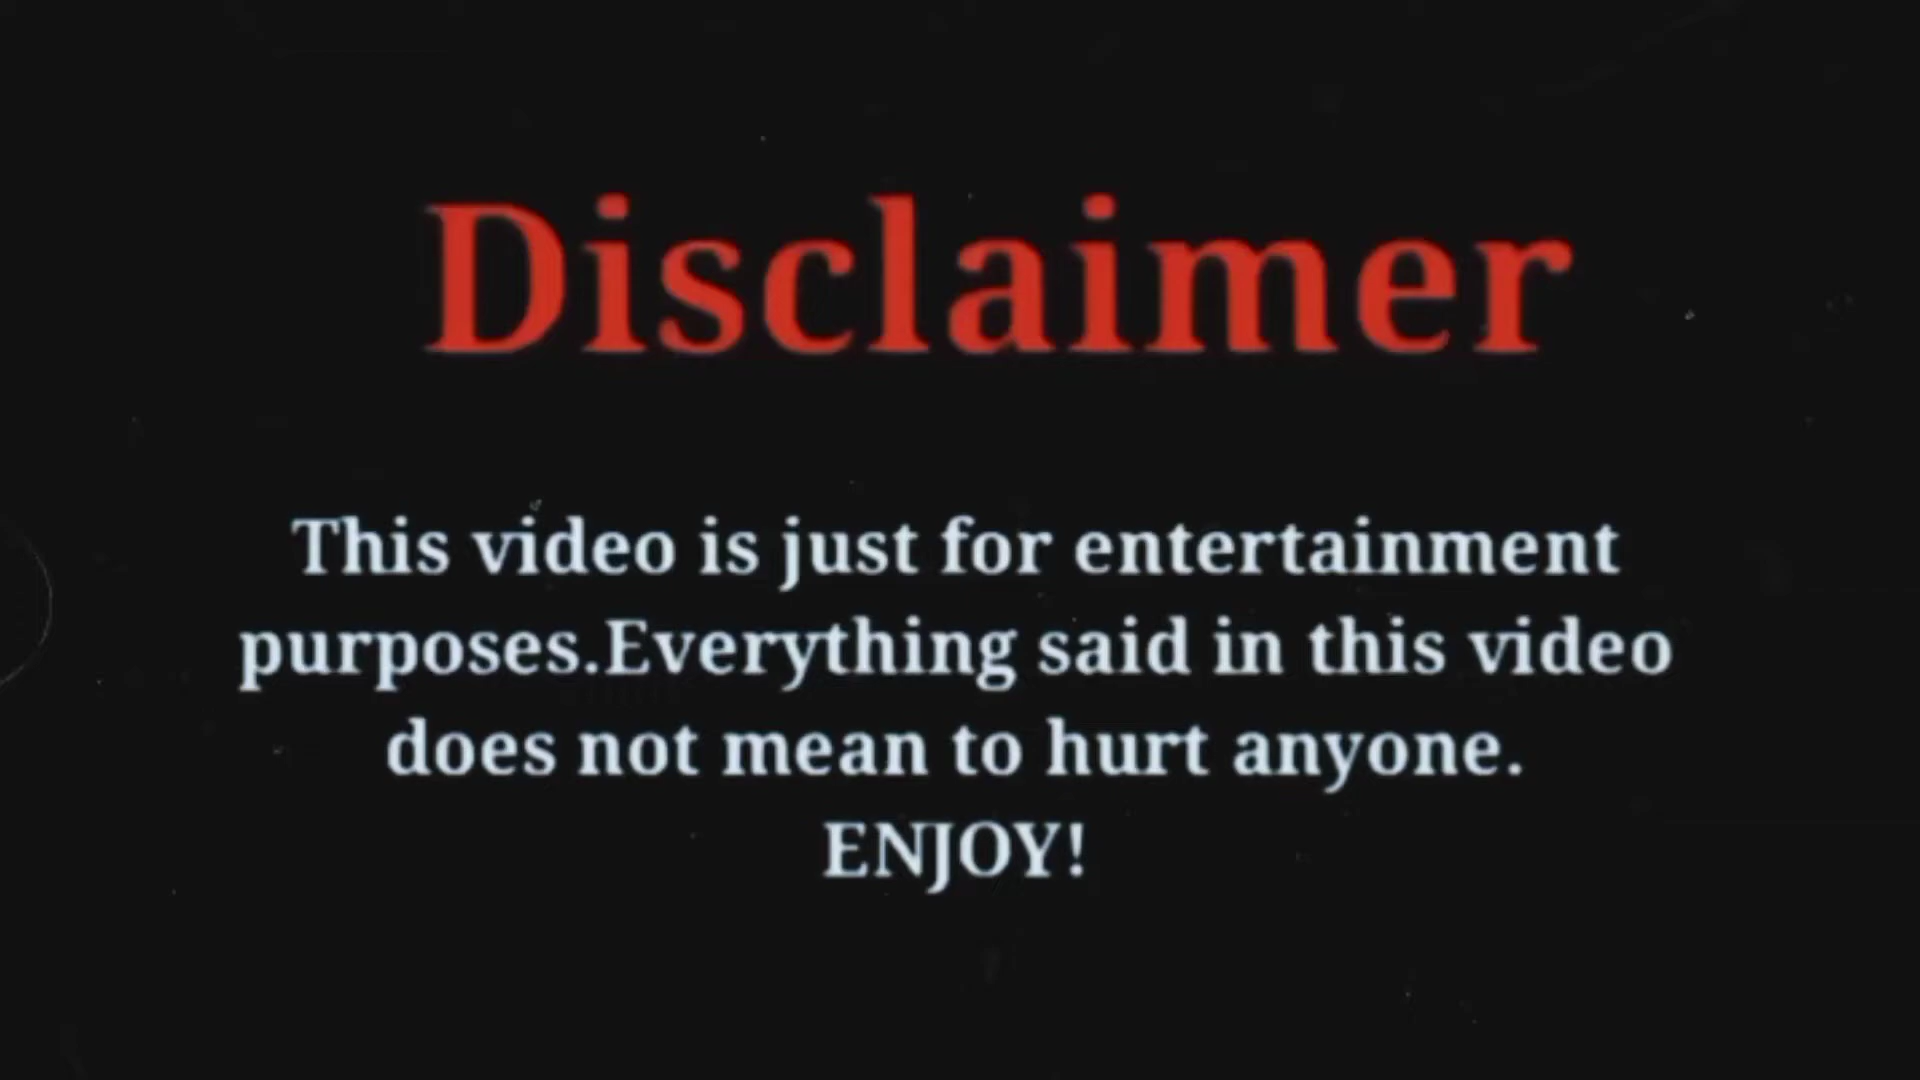 Disclaimer
This video is just for entertainment
purposes.Everything said in this video
does not mean to hurt anyone.
ENJOY!